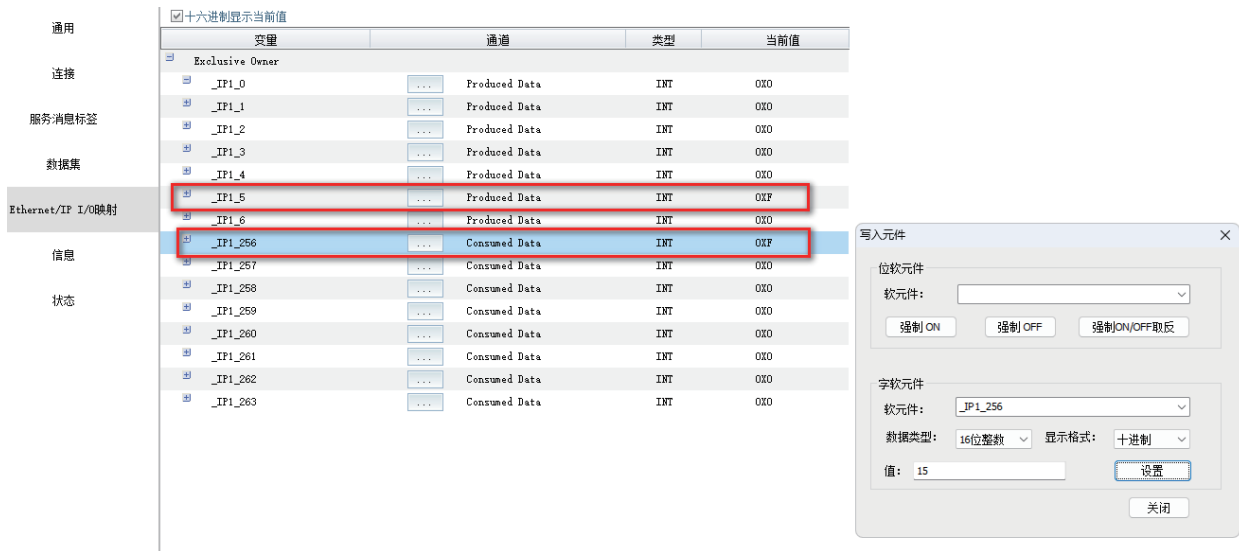 通用
连接
服务消息标签
数据集
Ethernet/IP I/O映射
信息
状态
十六进制显示当前值
变量 通道 类型 当前值
Exclusive Owner
_IP1_0 ... Produced Data INT 0X0
_IP1_1 ... Produced Data INT 0X0
_IP1_2 ... Produced Data INT 0X0
_IP1_3 ... Produced Data INT 0X0
_IP1_4 ... Produced Data INT 0X0
_IP1_5 ... Produced Data INT 0XF
_IP1_6 ... Produced Data INT 0X0
_IP1_256 ... Consumed Data INT 0XF
_IP1_257 ... Consumed Data INT 0X0
_IP1_258 ... Consumed Data INT 0X0
_IP1_259 ... Consumed Data INT 0X0
_IP1_260 ... Consumed Data INT 0X0
_IP1_261 ... Consumed Data INT 0X0
_IP1_262 ... Consumed Data INT 0X0
_IP1_263 ... Consumed Data INT 0X0
写入元件
位软元件
软元件：
强制 ON 强制 OFF 强制ON/OFF取反
字软元件
软元件： _IP1_256
数据类型： 16位整数 显示格式： 十进制
值： 15 设置
关闭